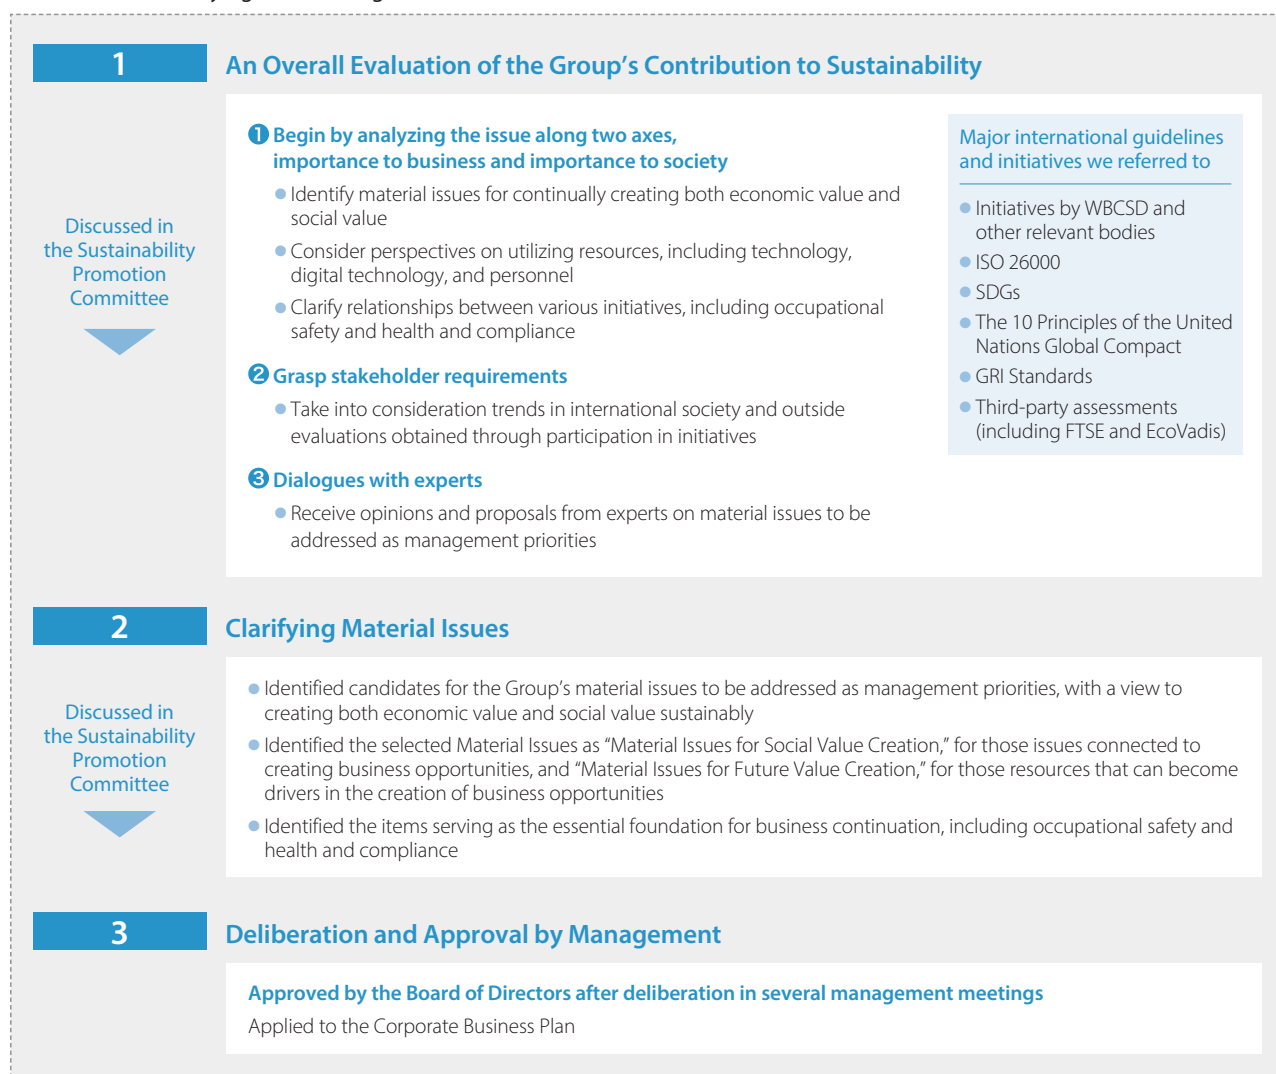 1
An Overall Evaluation of the Group's Contribution to Sustainability
Discussed in
the Sustainability
Promotion
Committee
❶ Begin by analyzing the issue along two axes,
importance to business and importance to society
● Identify material issues for continually creating both economic value and
social value
● Consider perspectives on utilizing resources, including technology,
digital technology, and personnel
● Clarify relationships between various initiatives, including occupational
safety and health and compliance
❷ Grasp stakeholder requirements
● Take into consideration trends in international society and outside
evaluations obtained through participation in initiatives
❸ Dialogues with experts
● Receive opinions and proposals from experts on material issues to be
addressed as management priorities
Major international guidelines
and initiatives we referred to
● Initiatives by WBCSD and
other relevant bodies
● ISO 26000
● SDGs
● The 10 Principles of the United
Nations Global Compact
● GRI Standards
● Third-party assessments
(including FTSE and EcoVadis)
2
Clarifying Material Issues
Discussed in
the Sustainability
Promotion
Committee
● Identified candidates for the Group's material issues to be addressed as management priorities, with a view to
creating both economic value and social value sustainably
● Identified the selected Material Issues as “Material Issues for Social Value Creation,” for those issues connected to
creating business opportunities, and “Material Issues for Future Value Creation,” for those resources that can become
drivers in the creation of business opportunities
● Identified the items serving as the essential foundation for business continuation, including occupational safety and
health and compliance
3
Deliberation and Approval by Management
Approved by the Board of Directors after deliberation in several management meetings
Applied to the Corporate Business Plan